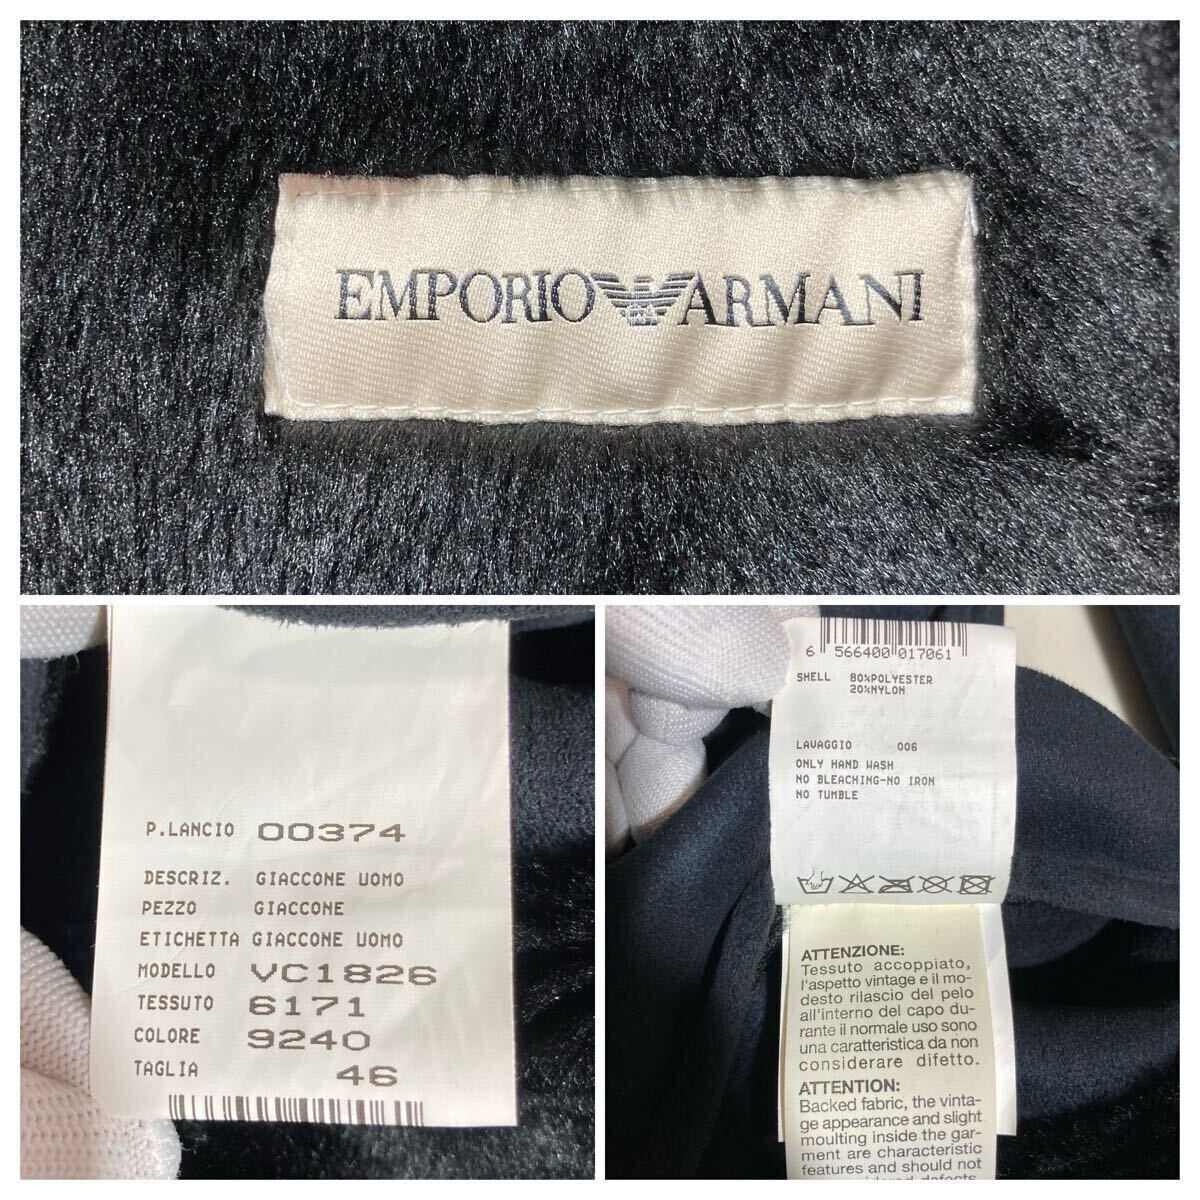 EMPORIO ARMANI
P.LANCIO 00374
DESCRIZ. GIACCONE UOMO
PEZZO GIACCONE
ETICHETTA GIACCONE UOMO
MODELLO VC1826
TESSUTO 6171
COLORE 9240
TAGLIA 46
6 566400 017061
SHELL 80%POLYESTER
20%NYLON
LAVAGGIO 006
ONLY HAND WASH
NO BLEACHING-NO IRON
NO TUMBLE
ATTENZIONE:
Tessuto accoppiato,
l'aspetto vintage e il mo-
desto rilascio del pelo
all'interno del capo du-
rante il normale uso sono
una caratteristica da non
considerare difetto.
ATTENTION:
Backed fabric, the vinta-
ge appearance and slight
moulting inside the gar-
ment are characteristic
features and should not